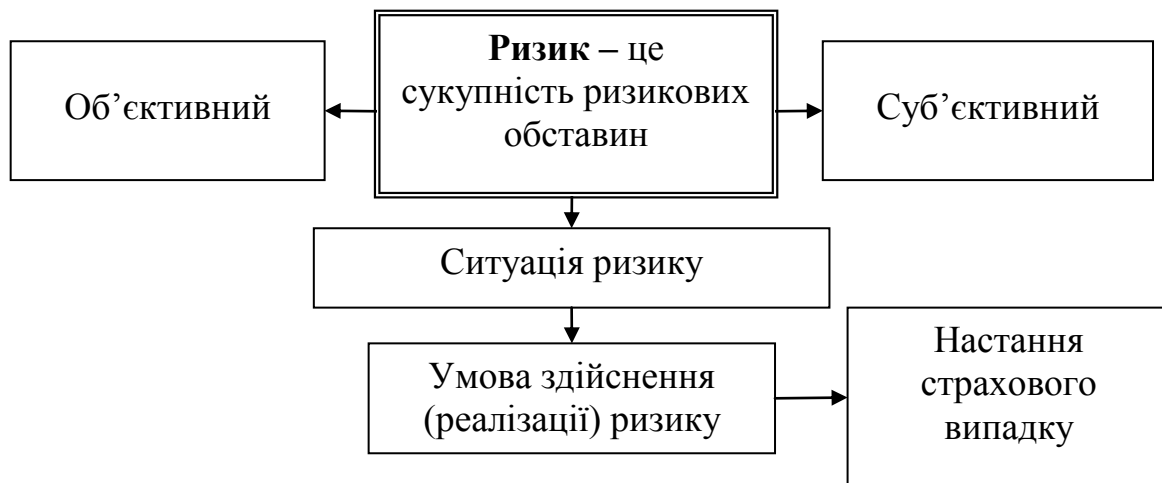 Ризик – це
сукупність ризикових
обставин
Об’єктивний
Суб’єктивний
Ситуація ризику
Умова здійснення
(реалізації) ризику
Настання
страхового
випадку